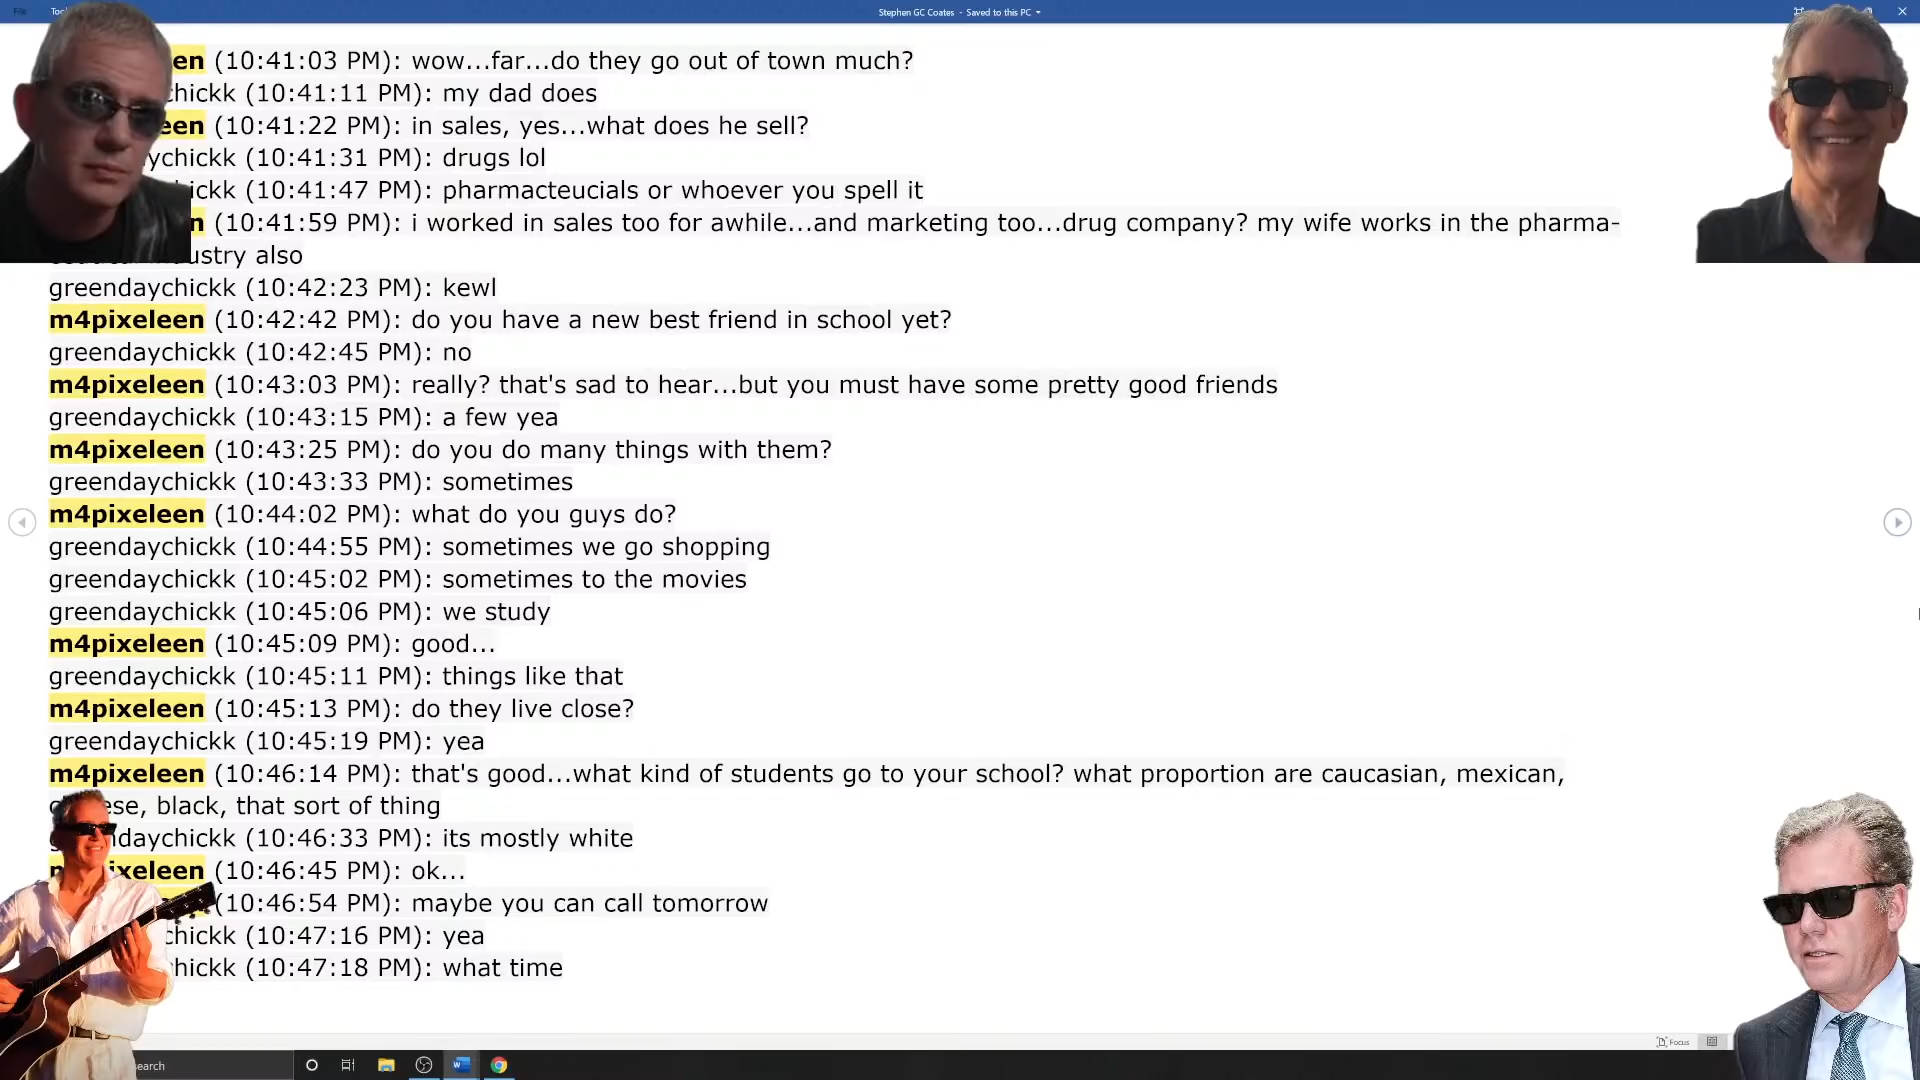 File
Stephen GC Coates - Saved to this PC
en (10:41:03 PM): wow...far...do they go out of town much?
chickk (10:41:11 PM): my dad does
een (10:41:22 PM): in sales, yes...what does he sell?
ychickk (10:41:31 PM): drugs lol
ickk (10:41:47 PM): pharmacteucials or whoever you spell it
n (10:41:59 PM): i worked in sales too for awhile...and marketing too...drug company? my wife works in the pharma-
ustry also
greendaychickk (10:42:23 PM): kewl
m4pixeleen (10:42:42 PM): do you have a new best friend in school yet?
greendaychickk (10:42:45 PM): no
m4pixeleen (10:43:03 PM): really? that's sad to hear...but you must have some pretty good friends
greendaychickk (10:43:15 PM): a few yea
m4pixeleen (10:43:25 PM): do you do many things with them?
greendaychickk (10:43:33 PM): sometimes
m4pixeleen (10:44:02 PM): what do you guys do?
greendaychickk (10:44:55 PM): sometimes we go shopping
greendaychickk (10:45:02 PM): sometimes to the movies
greendaychickk (10:45:06 PM): we study
m4pixeleen (10:45:09 PM): good...
greendaychickk (10:45:11 PM): things like that
m4pixeleen (10:45:13 PM): do they live close?
greendaychickk (10:45:19 PM): yea
m4pixeleen (10:46:14 PM): that's good...what kind of students go to your school? what proportion are caucasian, mexican,
ese, black, that sort of thing
daychickk (10:46:33 PM): its mostly white
xeleen (10:46:45 PM): ok...
(10:46:54 PM): maybe you can call tomorrow
chickk (10:47:16 PM): yea
hickk (10:47:18 PM): what time
Focus
earch